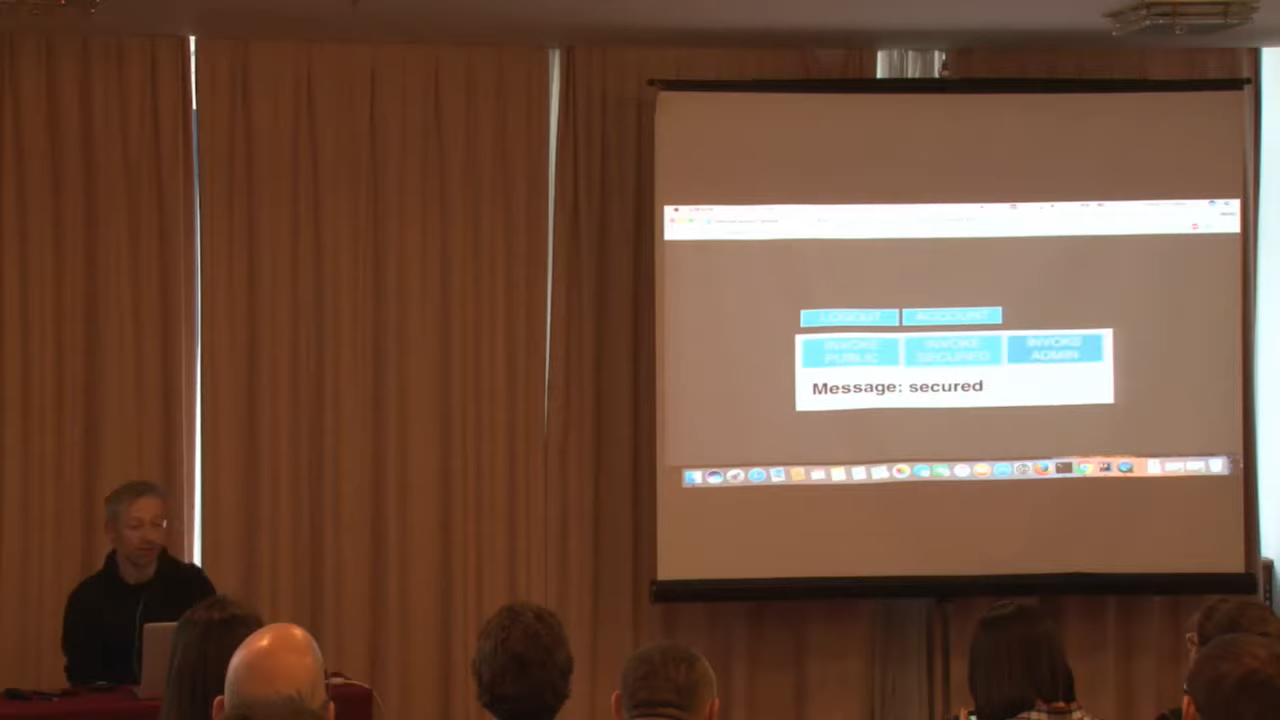 LOGOUT ACCOUNT
INVOKE INVOKE INVOKE
PUBLIC SECURED ADMIN
Message: secured